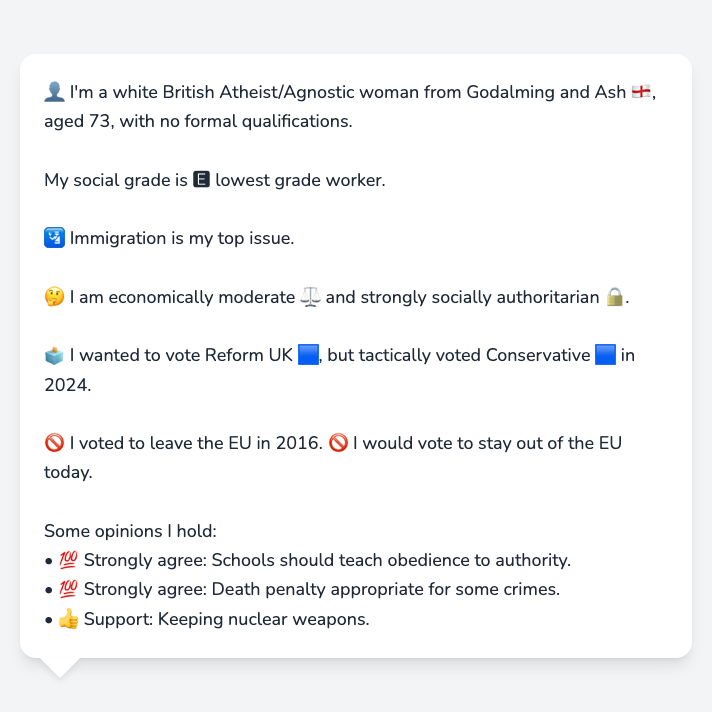 👤 I'm a white British Atheist/Agnostic woman from Godalming and Ash 🏴󠁧󠁢󠁥󠁮󠁧󠁿,
aged 73, with no formal qualifications.
My social grade is E lowest grade worker.
🛂 Immigration is my top issue.
🤔 I am economically moderate ⚖️ and strongly socially authoritarian 🔒.
🗳️ I wanted to vote Reform UK 🟦, but tactically voted Conservative 🟦 in
2024.
🚫 I voted to leave the EU in 2016. 🚫 I would vote to stay out of the EU
today.
Some opinions I hold:
• 💯 Strongly agree: Schools should teach obedience to authority.
• 💯 Strongly agree: Death penalty appropriate for some crimes.
• 👍 Support: Keeping nuclear weapons.